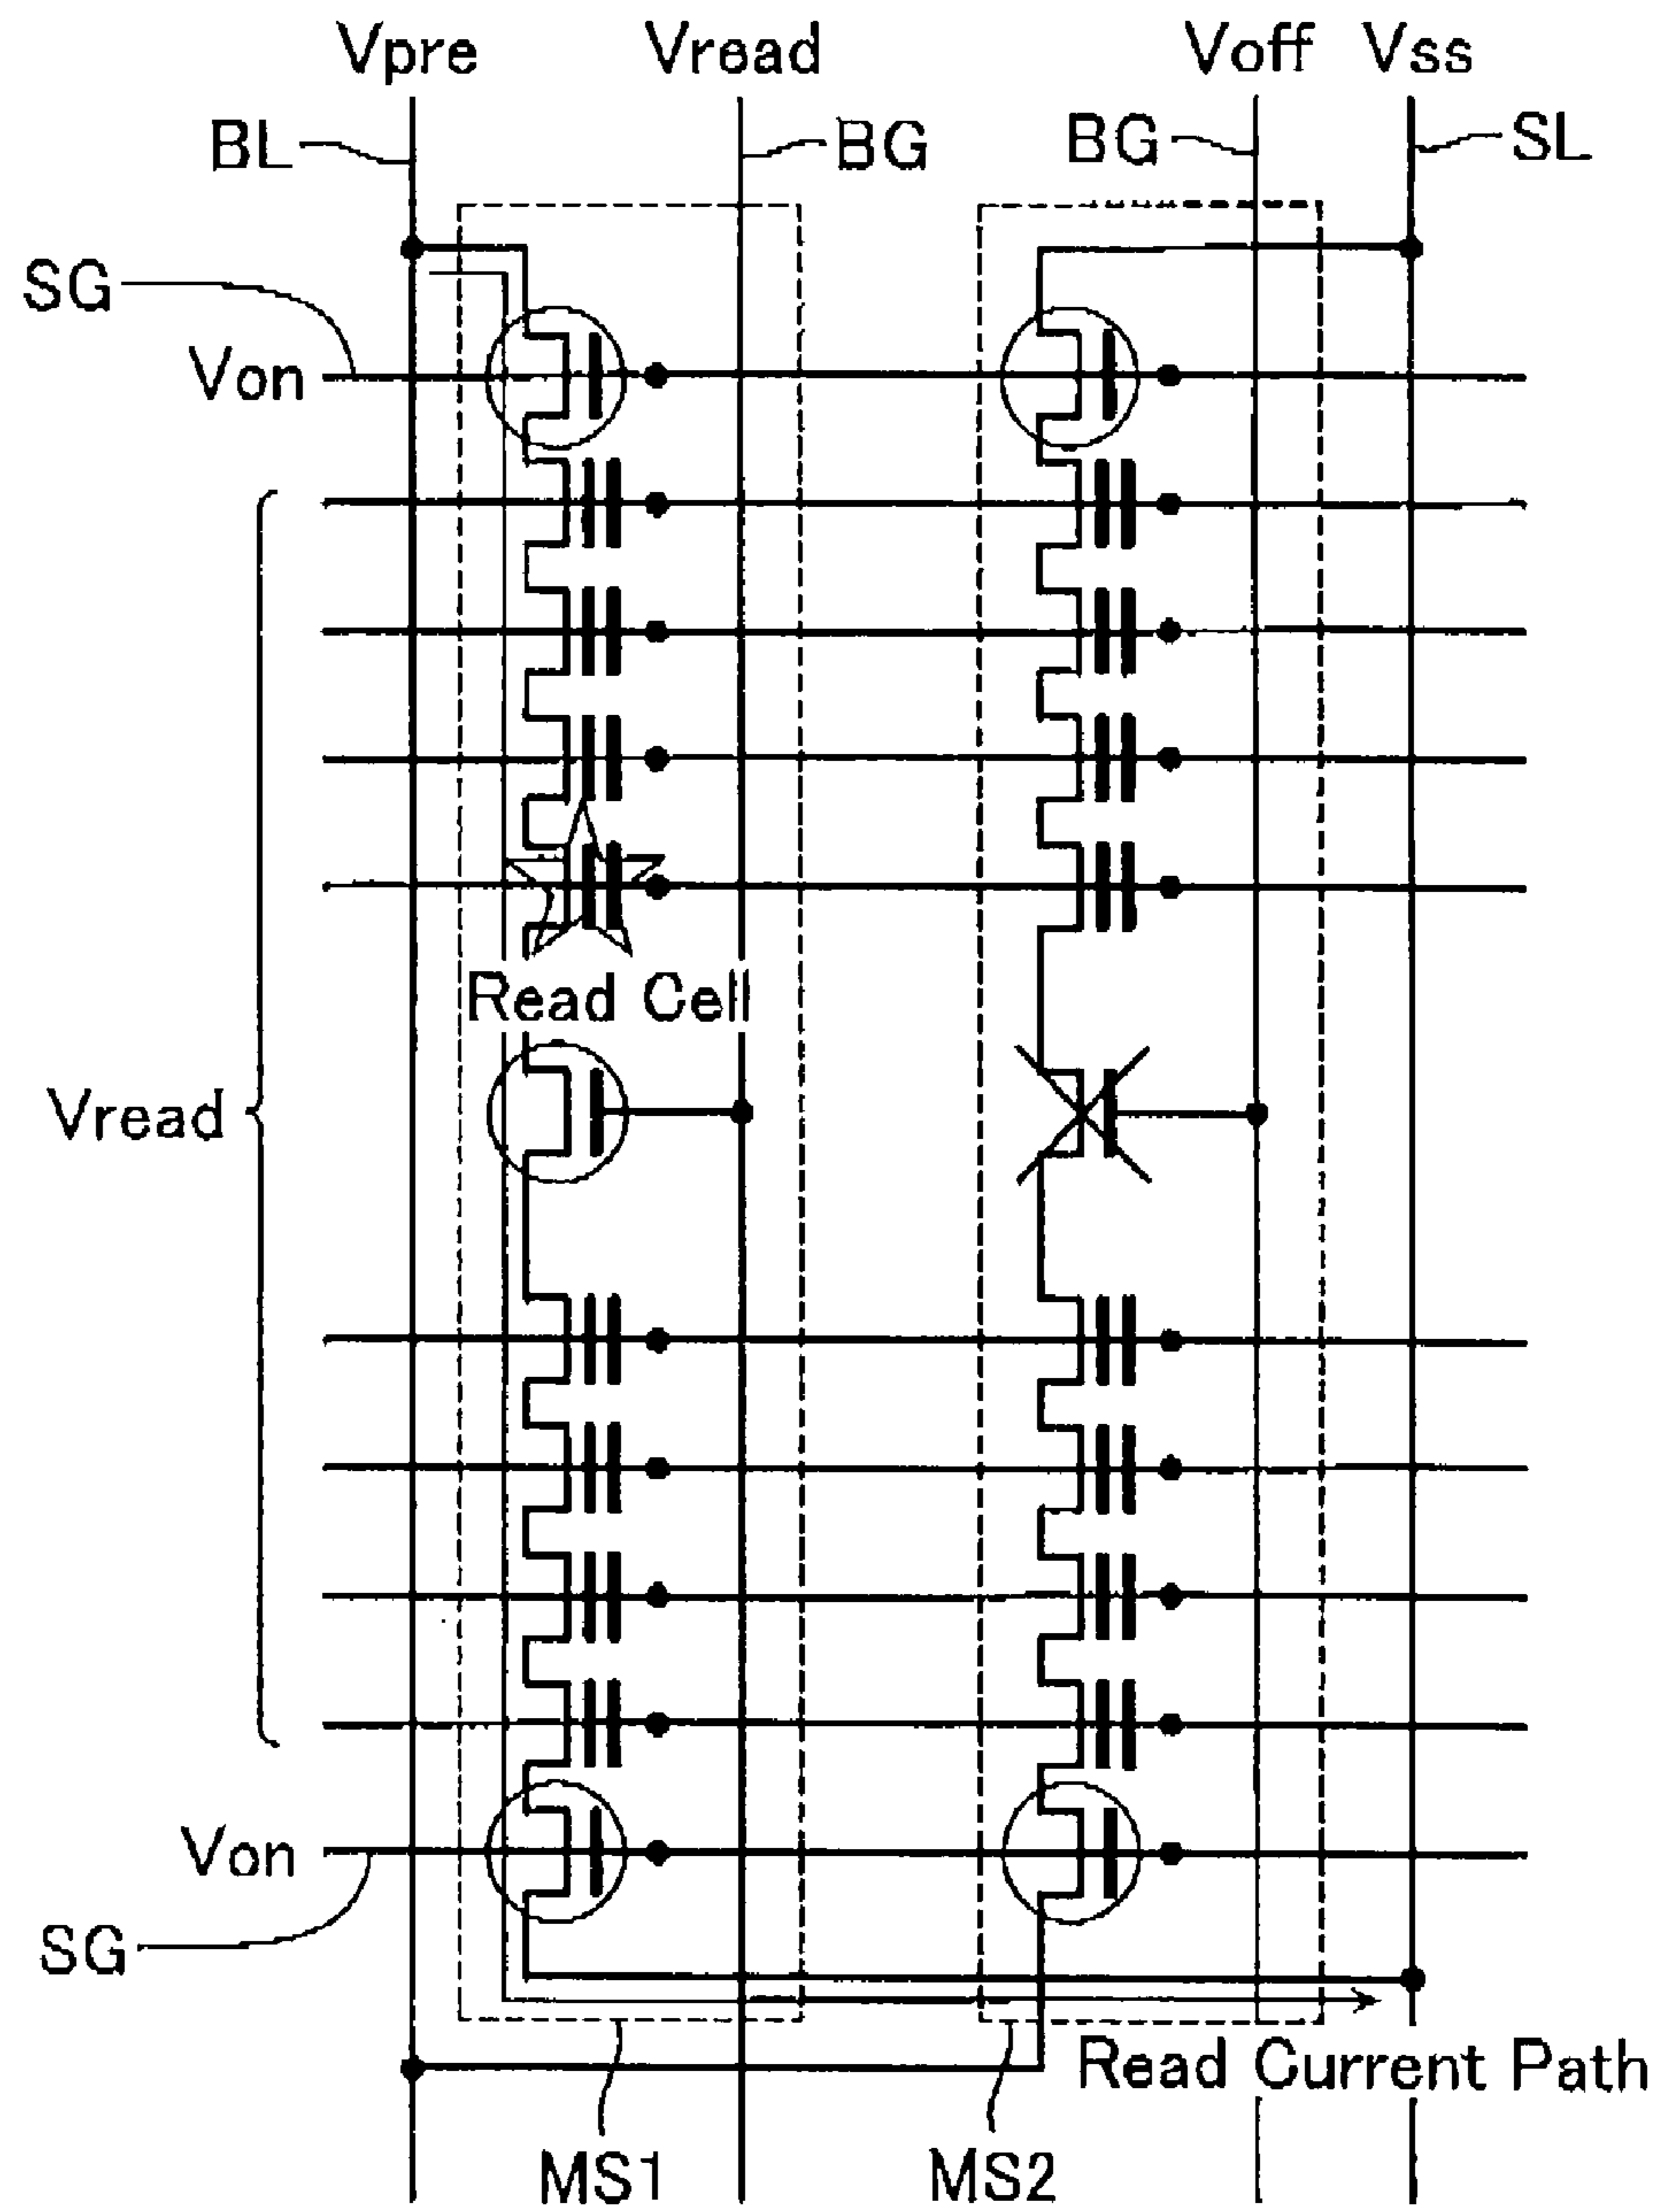 Vpre Vread Voff Vss
BL BG BG SL
SG
Von
Read Cell
Vread
Von
SG
Read Current Path
MS1 MS2